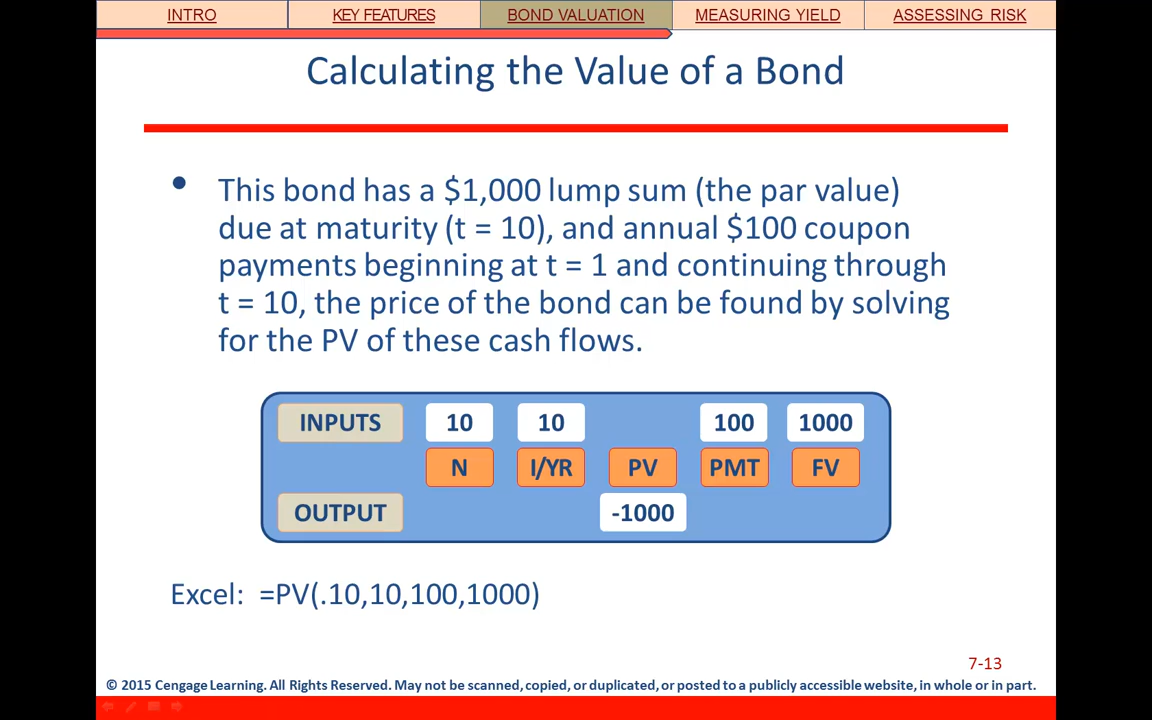 INTRO KEY FEATURES BOND VALUATION MEASURING YIELD ASSESSING RISK
Calculating the Value of a Bond
• This bond has a $1,000 lump sum (the par value)
due at maturity (t = 10), and annual $100 coupon
payments beginning at t = 1 and continuing through
t = 10, the price of the bond can be found by solving
for the PV of these cash flows.
INPUTS 10 10 100 1000
N I/YR PV PMT FV
OUTPUT -1000
Excel: =PV(.10,10,100,1000)
7-13
© 2015 Cengage Learning. All Rights Reserved. May not be scanned, copied, or duplicated, or posted to a publicly accessible website, in whole or in part.